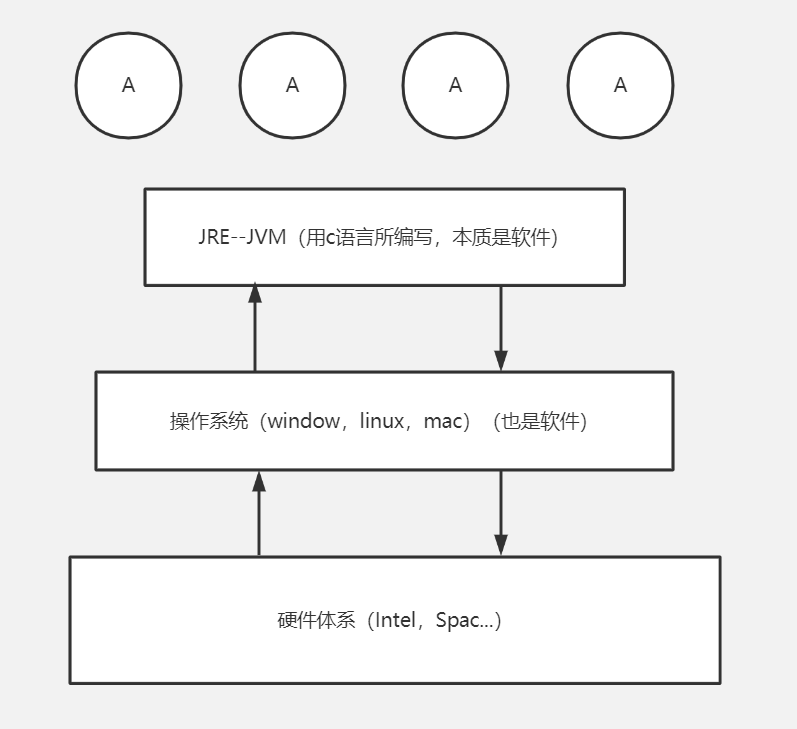 A
A
A
A
JRE--JVM（用c语言所编写，本质是软件）
操作系统（window，linux，mac）（也是软件）
硬件体系（Intel，Spac...）